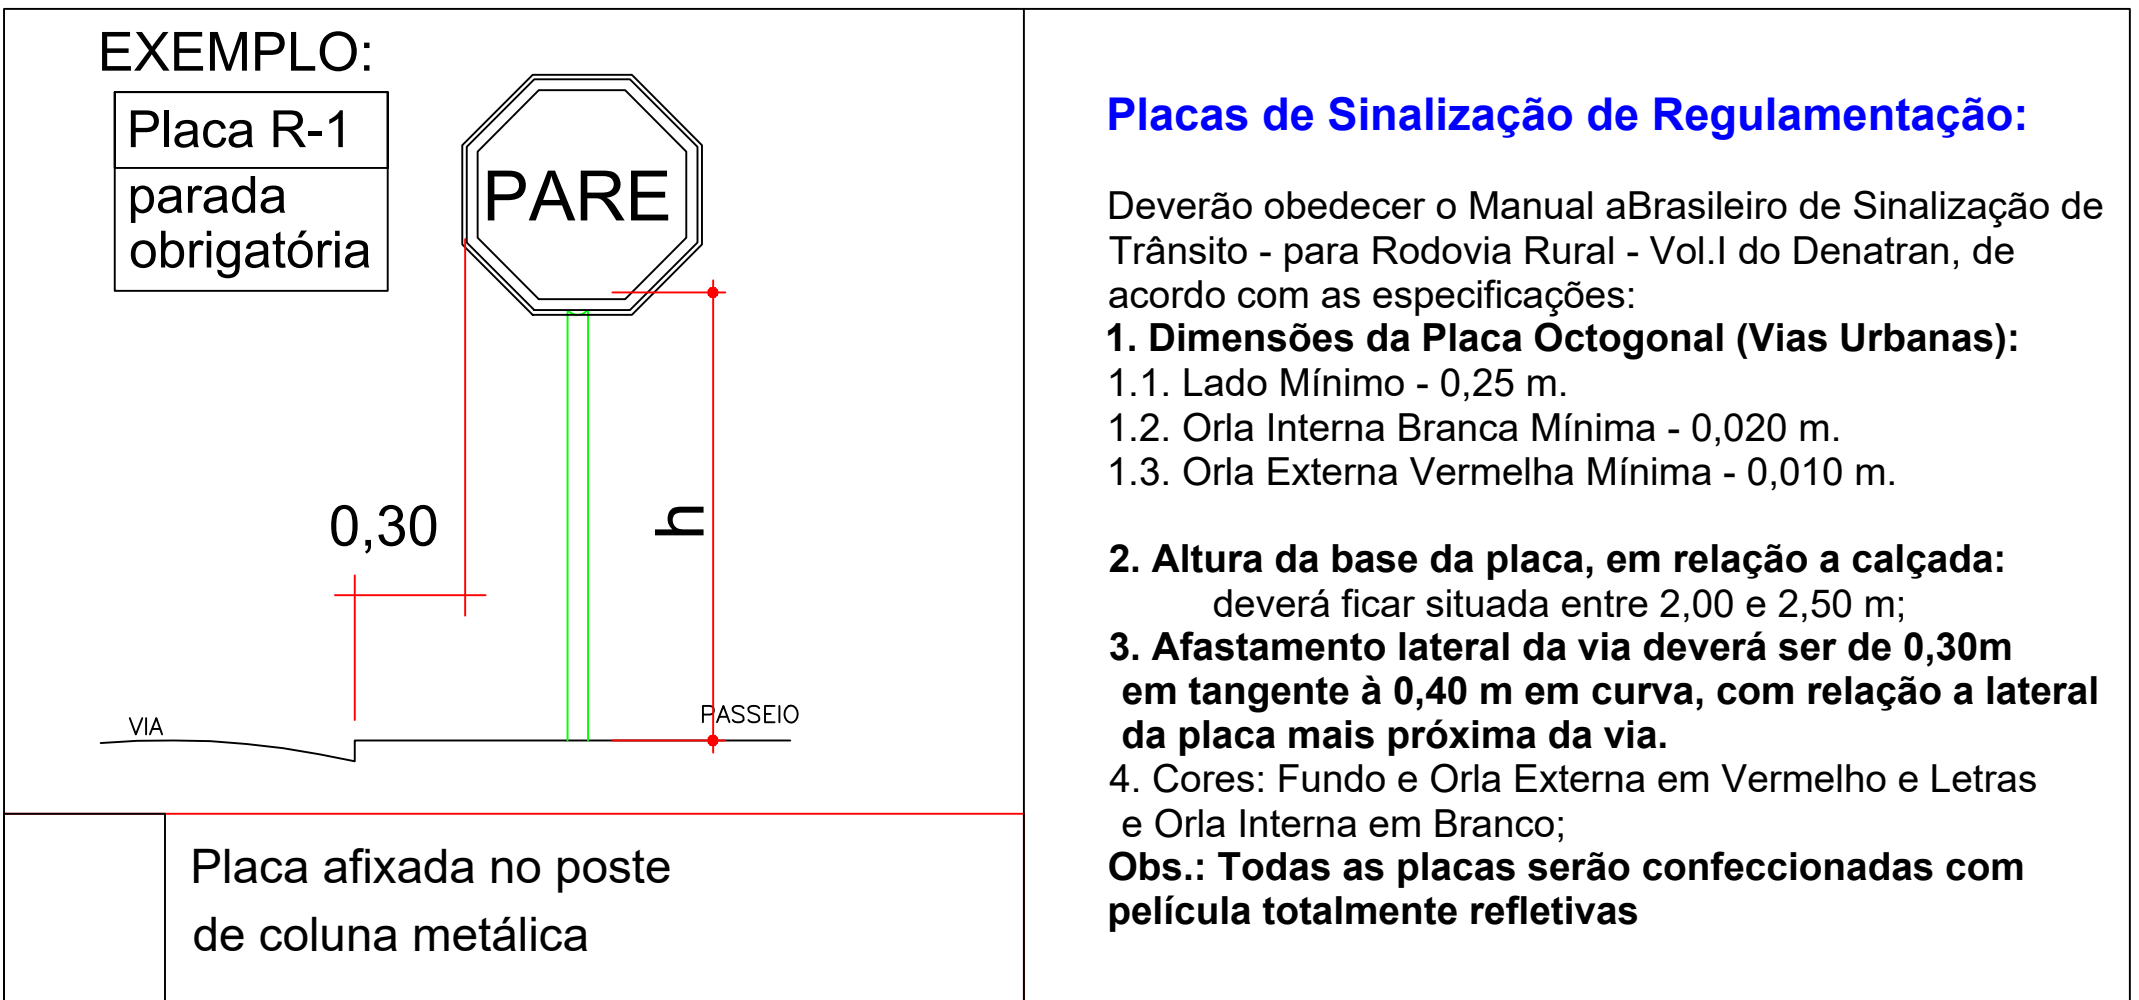 EXEMPLO:
Placa R-1
parada
obrigatória
PARE
0,30
h
VIA
PASSEIO
Placa afixada no poste
de coluna metálica
Placas de Sinalização de Regulamentação:
Deverão obedecer o Manual aBrasileiro de Sinalização de
Trânsito - para Rodovia Rural - Vol.I do Denatran, de
acordo com as especificações:
1. Dimensões da Placa Octogonal (Vias Urbanas):
1.1. Lado Mínimo - 0,25 m.
1.2. Orla Interna Branca Mínima - 0,020 m.
1.3. Orla Externa Vermelha Mínima - 0,010 m.
2. Altura da base da placa, em relação a calçada:
deverá ficar situada entre 2,00 e 2,50 m;
3. Afastamento lateral da via deverá ser de 0,30m
em tangente à 0,40 m em curva, com relação a lateral
da placa mais próxima da via.
4. Cores: Fundo e Orla Externa em Vermelho e Letras
e Orla Interna em Branco;
Obs.: Todas as placas serão confeccionadas com
película totalmente refletivas